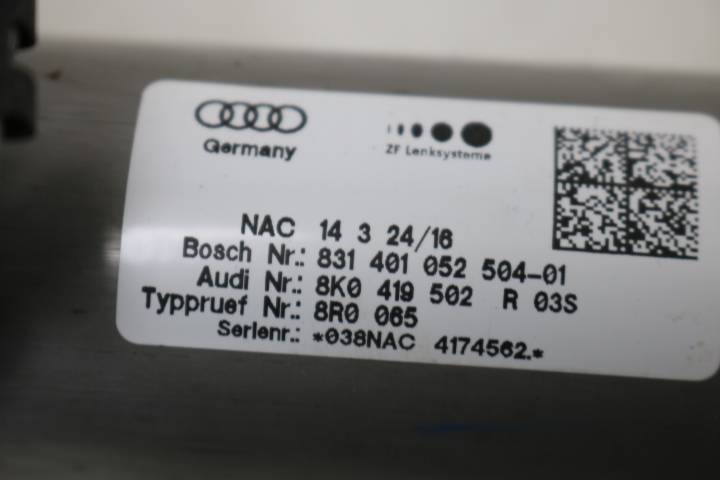 Germany
ZF Lenksysteme
NAC 14 3 24/16
Bosch Nr.: 831 401 052 504-01
Audi Nr.: 8K0 419 502 R 03S
Typpruef Nr.: 8R0 065
Serienr.: *038NAC 4174562.*